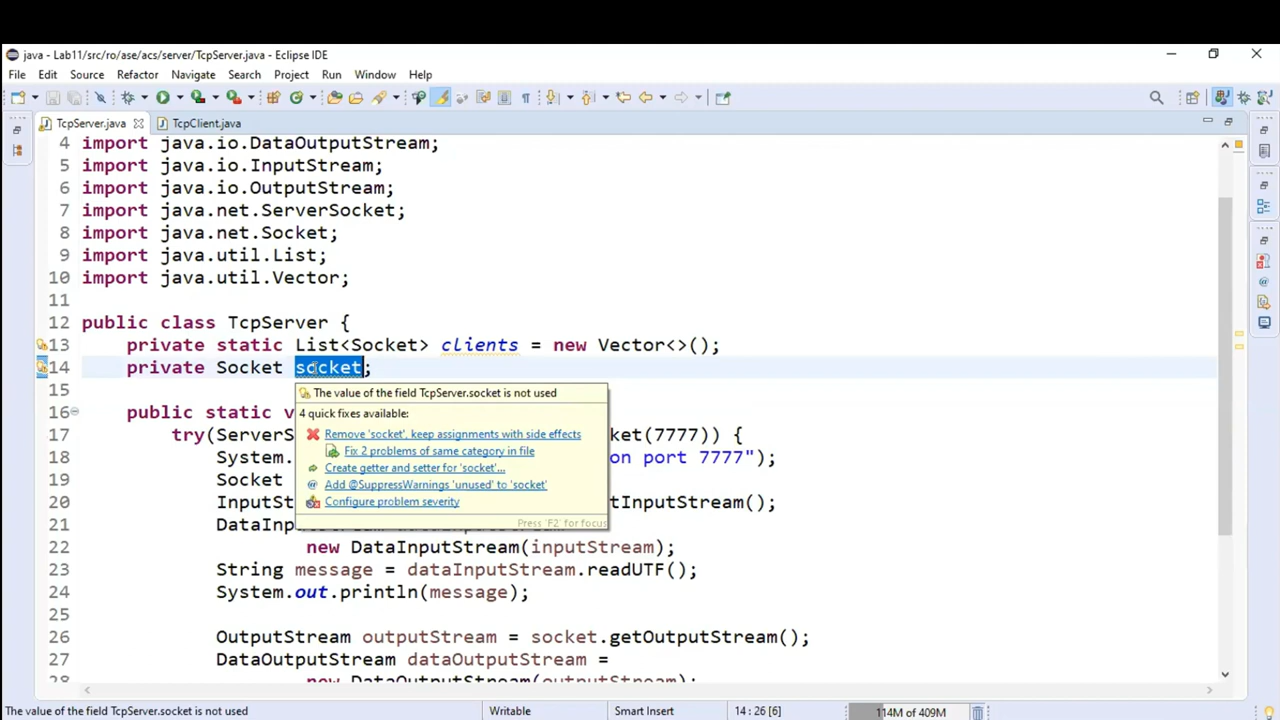 java - Lab11/src/ro/ase/acs/server/TcpServer.java - Eclipse IDE
File Edit Source Refactor Navigate Search Project Run Window Help
TcpServer.java TcpClient.java
4 import java.io.DataOutputStream;
5 import java.io.InputStream;
6 import java.io.OutputStream;
7 import java.net.ServerSocket;
8 import java.net.Socket;
9 import java.util.List;
10 import java.util.Vector;
11
12 public class TcpServer {
13 private static List<Socket> clients = new Vector<>();
14 private Socket socket;
15
The value of the field TcpServer.socket is not used
16 public static v
4 quick fixes available:
17 try(ServerS ket(7777)) {
Remove 'socket', keep assignments with side effects
Fix 2 problems of same category in file
18 System. on port 7777");
Create getter and setter for 'socket'...
19 Socket
Add @SuppressWarnings 'unused' to 'socket'
20 InputSt tInputStream();
Configure problem severity
21 DataInp
Press 'F2' for focus
22 new DataInputStream(inputStream);
23 String message = dataInputStream.readUTF();
24 System.out.println(message);
25
26 OutputStream outputStream = socket.getOutputStream();
27 DataOutputStream dataOutputStream =
28 new DataOutputStream(outputStream);
The value of the field TcpServer.socket is not used Writable Smart Insert 14 : 26 [6] 114M of 409M